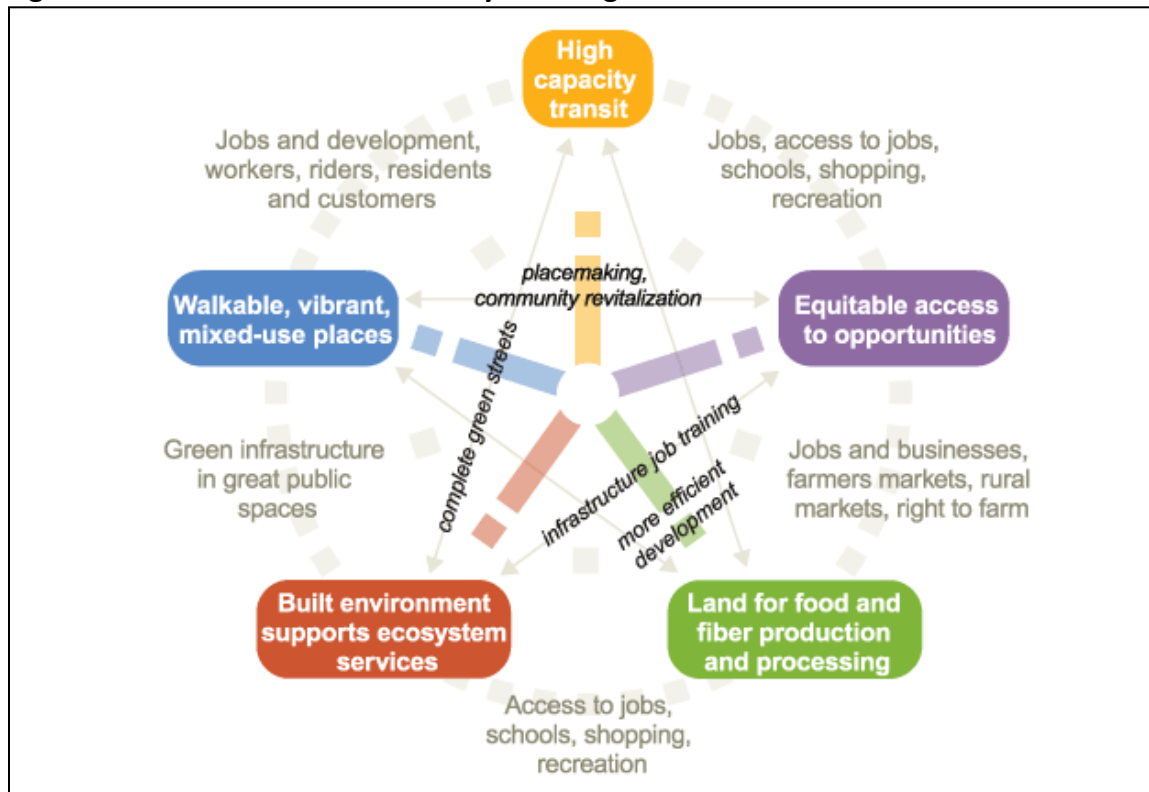 High
capacity
transit
Jobs and development,
workers, riders, residents
and customers
Jobs, access to jobs,
schools, shopping,
recreation
placemaking,
community revitalization
Walkable, vibrant,
mixed-use places
Equitable access
to opportunities
complete green streets
infrastructure job training
more efficient
development
Green infrastructure
in great public
spaces
Jobs and businesses,
farmers markets, rural
markets, right to farm
Built environment
supports ecosystem
services
Land for food and
fiber production
and processing
Access to jobs,
schools, shopping,
recreation